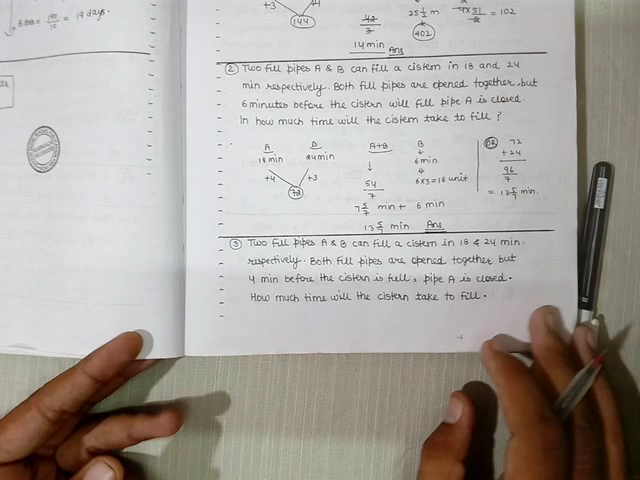 = 19 days.
+3
144
14 min Ans
25 1/2 m
402
= 102
② Two fill pipes A & B can fill a cistern in 18 and 24
min respectively. Both fill pipes are opened together, but
6 minutes before the cistern will full pipe A is closed.
In how much time will the cistern take to fill ?
A B A+B B OR 72
18 min 24 min ↓ ↓ + 24
+4 +3 54/7 6 min 96/7
72 6×3 = 18 unit = 13 5/7 min.
7 5/7 min + 6 min
13 5/7 min Ans
③ Two fill pipes A & B can fill a cistern in 18 & 24 min.
respectively. Both fill pipes are opened together but
4 min before the cistern is full, pipe A is closed.
How much time will the cistern take to fill.